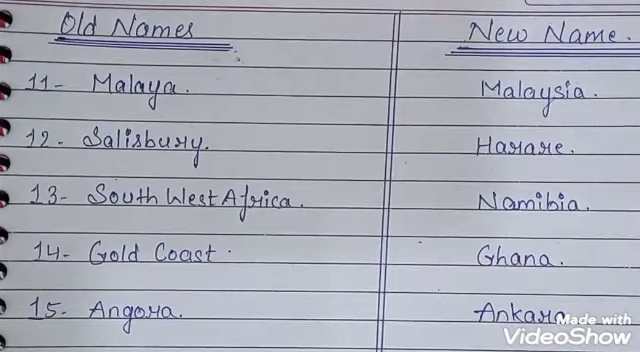 Old Names New Name.
11- Malaya. Malaysia.
12- Salisbury. Harare.
13- South West Africa. Namibia.
14- Gold Coast. Ghana.
15- Angora. Ankara
Made with
VideoShow